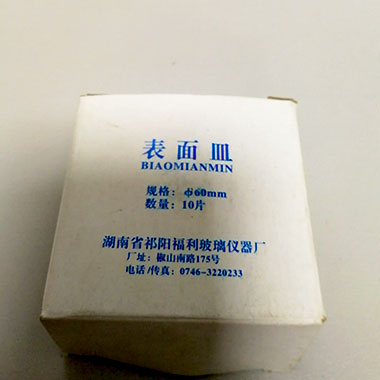 表面皿
BIAOMIANMIN
规格：ф60mm
数量：10片
湖南省祁阳福利玻璃仪器厂
厂址：椒山南路175号
电话/传真：0746-3220233